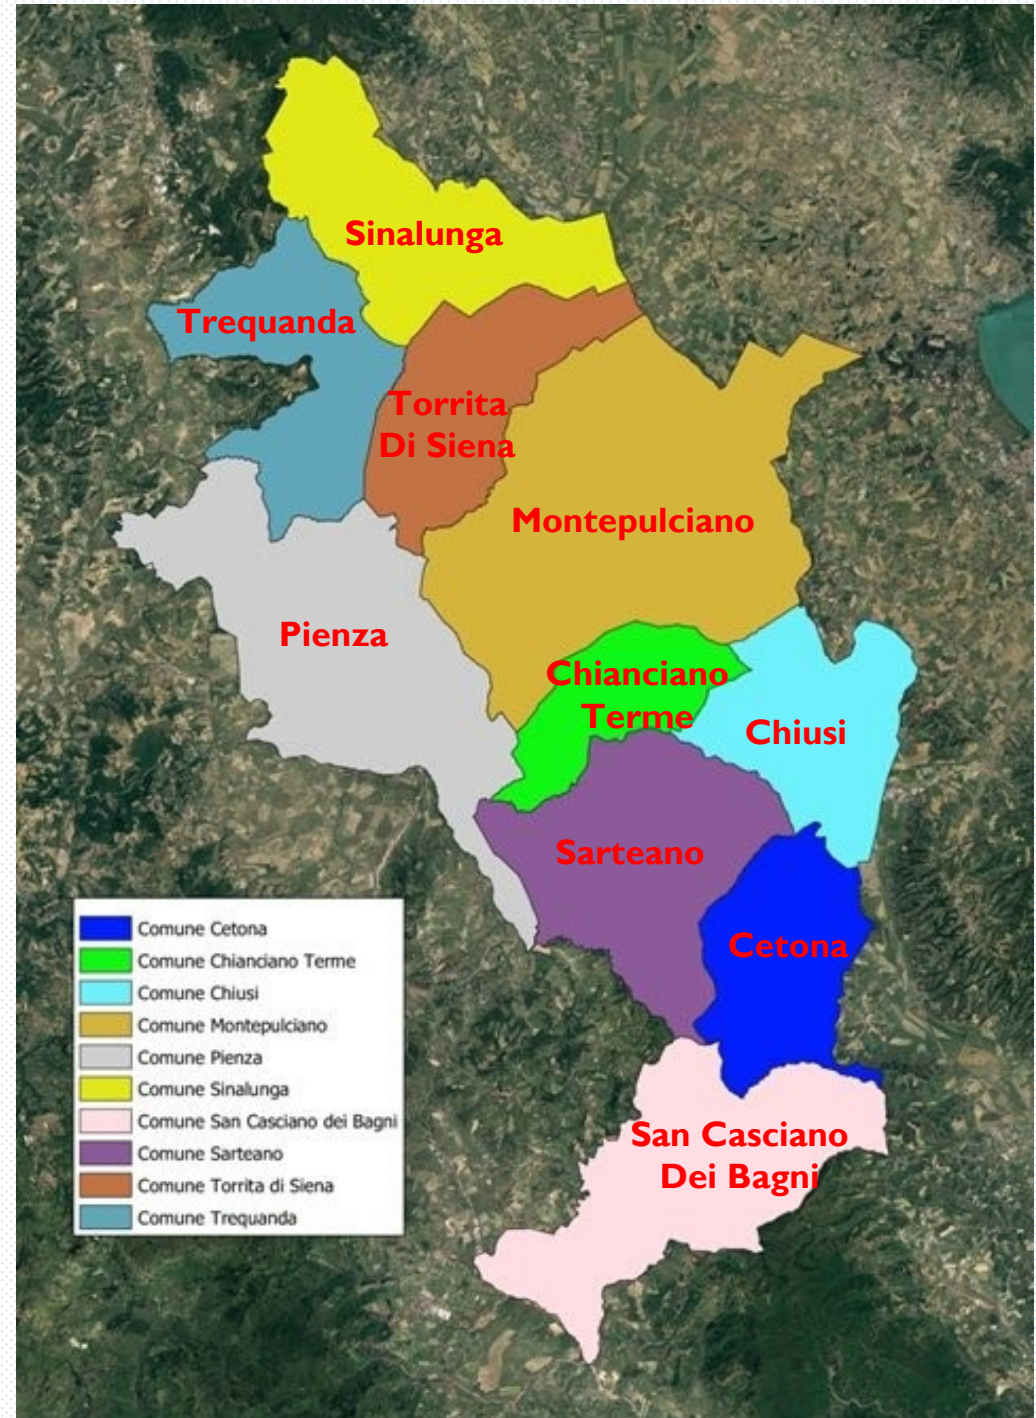 Sinalunga
Trequanda
Torrita
Di Siena
Montepulciano
Pienza
Chianciano
Terme
Chiusi
Sarteano
Cetona
San Casciano
Dei Bagni
Comune Cetona
Comune Chianciano Terme
Comune Chiusi
Comune Montepulciano
Comune Pienza
Comune Sinalunga
Comune San Casciano dei Bagni
Comune Sarteano
Comune Torrita di Siena
Comune Trequanda